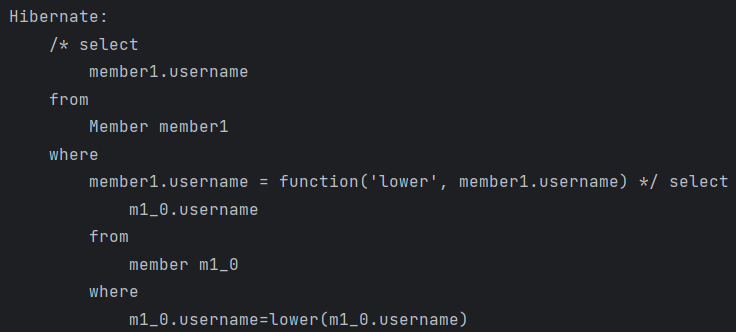 Hibernate:
    /* select
        member1.username
    from
        Member member1
    where
        member1.username = function('lower', member1.username) */ select
            m1_0.username
        from
            member m1_0
        where
            m1_0.username=lower(m1_0.username)